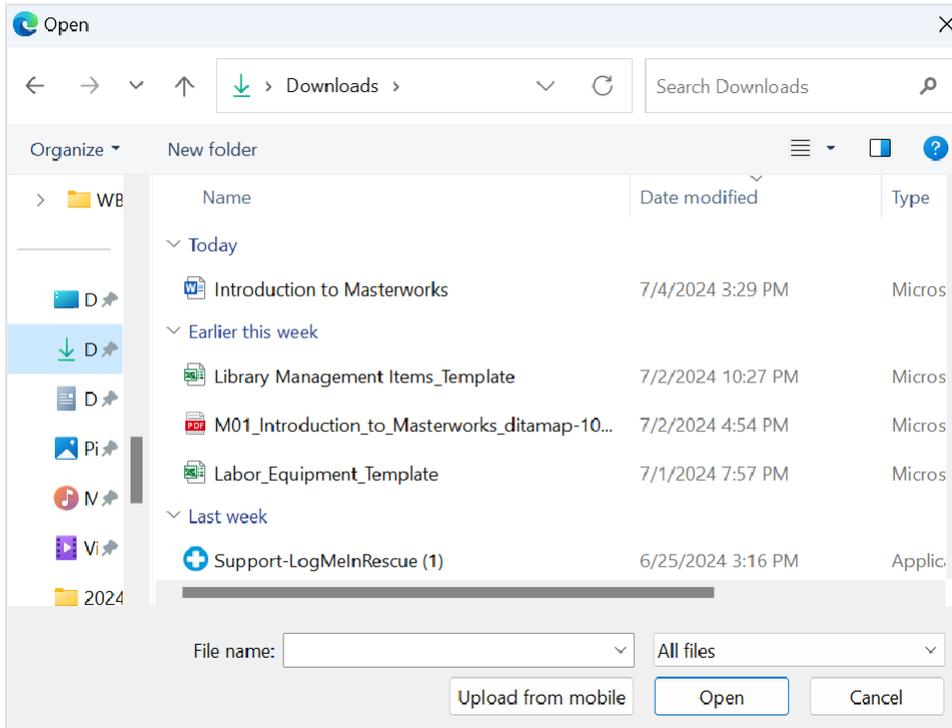 Open
Downloads
Search Downloads
Organize New folder
WB
Name Date modified Type
Today
D
Introduction to Masterworks 7/4/2024 3:29 PM Micros
Earlier this week
D
Library Management Items_Template 7/2/2024 10:27 PM Micros
D
M01_Introduction_to_Masterworks_ditamap-10... 7/2/2024 4:54 PM Micros
Pi
Labor_Equipment_Template 7/1/2024 7:57 PM Micros
M
Last week
Vi
Support-LogMeInRescue (1) 6/25/2024 3:16 PM Applica
2024
File name: All files
Upload from mobile Open Cancel